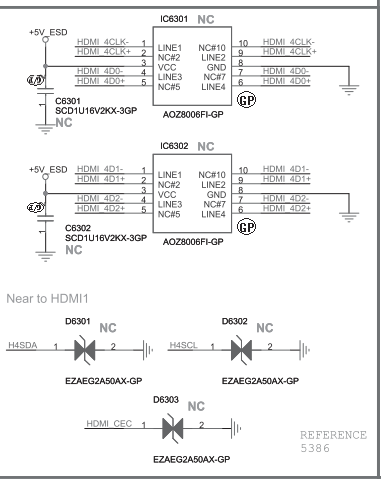 IC6301 NC
+5V_ESD
HDMI_4CLK- 1 LINE1 NC#10 10 HDMI_4CLK-
HDMI_4CLK+ 2 NC#2 LINE2 9 HDMI_4CLK+
3 VCC GND 8
HDMI_4D0- 4 LINE3 NC#7 7 HDMI_4D0-
HDMI_4D0+ 5 NC#5 LINE4 6 HDMI_4D0+
GP
C6301
SCD1U16V2KX-3GP
NC
AOZ8006FI-GP
IC6302 NC
+5V_ESD
HDMI_4D1- 1 LINE1 NC#10 10 HDMI_4D1-
HDMI_4D1+ 2 NC#2 LINE2 9 HDMI_4D1+
3 VCC GND 8
HDMI_4D2- 4 LINE3 NC#7 7 HDMI_4D2-
HDMI_4D2+ 5 NC#5 LINE4 6 HDMI_4D2+
GP
C6302
SCD1U16V2KX-3GP
NC
AOZ8006FI-GP
Near to HDMI1
D6301 NC
H4SDA 1 2
EZAEG2A50AX-GP
D6302 NC
H4SCL 1 2
EZAEG2A50AX-GP
D6303 NC
HDMI_CEC 1 2
EZAEG2A50AX-GP
REFERENCE
5386